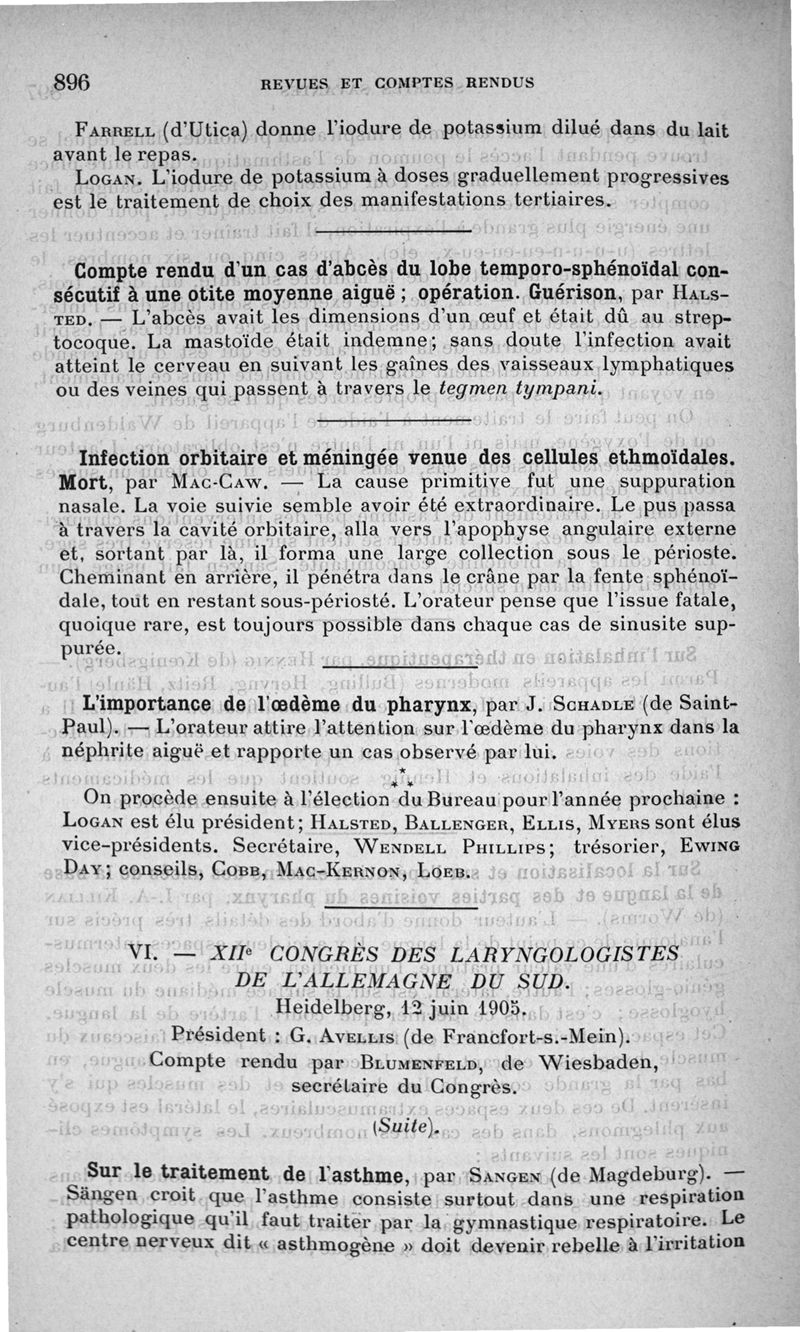 896 REVUES ET COMPTES RENDUS
FARRELL (d'Utica) donne l'iodure de potassium dilué dans du lait
avant le repas.
LOGAN. L'iodure de potassium à doses graduellement progressives
est le traitement de choix des manifestations tertiaires.
Compte rendu d'un cas d'abcès du lobe temporo-sphénoïdal con-
sécutif à une otite moyenne aiguë ; opération. Guérison, par HALS-
TED. — L'abcès avait les dimensions d'un œuf et était dû au strep-
tocoque. La mastoïde était indemne; sans doute l'infection avait
atteint le cerveau en suivant les gaînes des vaisseaux lymphatiques
ou des veines qui passent à travers le tegmen tympani.
Infection orbitaire et méningée venue des cellules ethmoïdales.
Mort, par MAC-CAW. — La cause primitive fut une suppuration
nasale. La voie suivie semble avoir été extraordinaire. Le pus passa
à travers la cavité orbitaire, alla vers l'apophyse angulaire externe
et, sortant par là, il forma une large collection sous le périoste.
Cheminant en arrière, il pénétra dans le crâne par la fente sphénoï-
dale, tout en restant sous-périosté. L'orateur pense que l'issue fatale,
quoique rare, est toujours possible dans chaque cas de sinusite sup-
purée.
L'importance de l'œdème du pharynx, par J. SCHADLE (de Saint-
Paul). — L'orateur attire l'attention sur l'œdème du pharynx dans la
néphrite aiguë et rapporte un cas observé par lui.
***
On procède ensuite à l'élection du Bureau pour l'année prochaine :
LOGAN est élu président; HALSTED, BALLENGER, ELLIS, MYERS sont élus
vice-présidents. Secrétaire, WENDELL PHILLIPS; trésorier, EWING
DAY; conseils, COBB, MAC-KERNON, LOEB.
VI. — XIIe CONGRÈS DES LARYNGOLOGISTES
DE L'ALLEMAGNE DU SUD.
Heidelberg, 12 juin 1905.
Président : G. AVELLIS (de Francfort-s.-Mein).
Compte rendu par BLUMENFELD, de Wiesbaden,
secrétaire du Congrès.
(Suite).
Sur le traitement de l'asthme, par SANGEN (de Magdeburg). —
Sängen croit que l'asthme consiste surtout dans une respiration
pathologique qu'il faut traiter par la gymnastique respiratoire. Le
centre nerveux dit « asthmogène » doit devenir rebelle à l'irritation